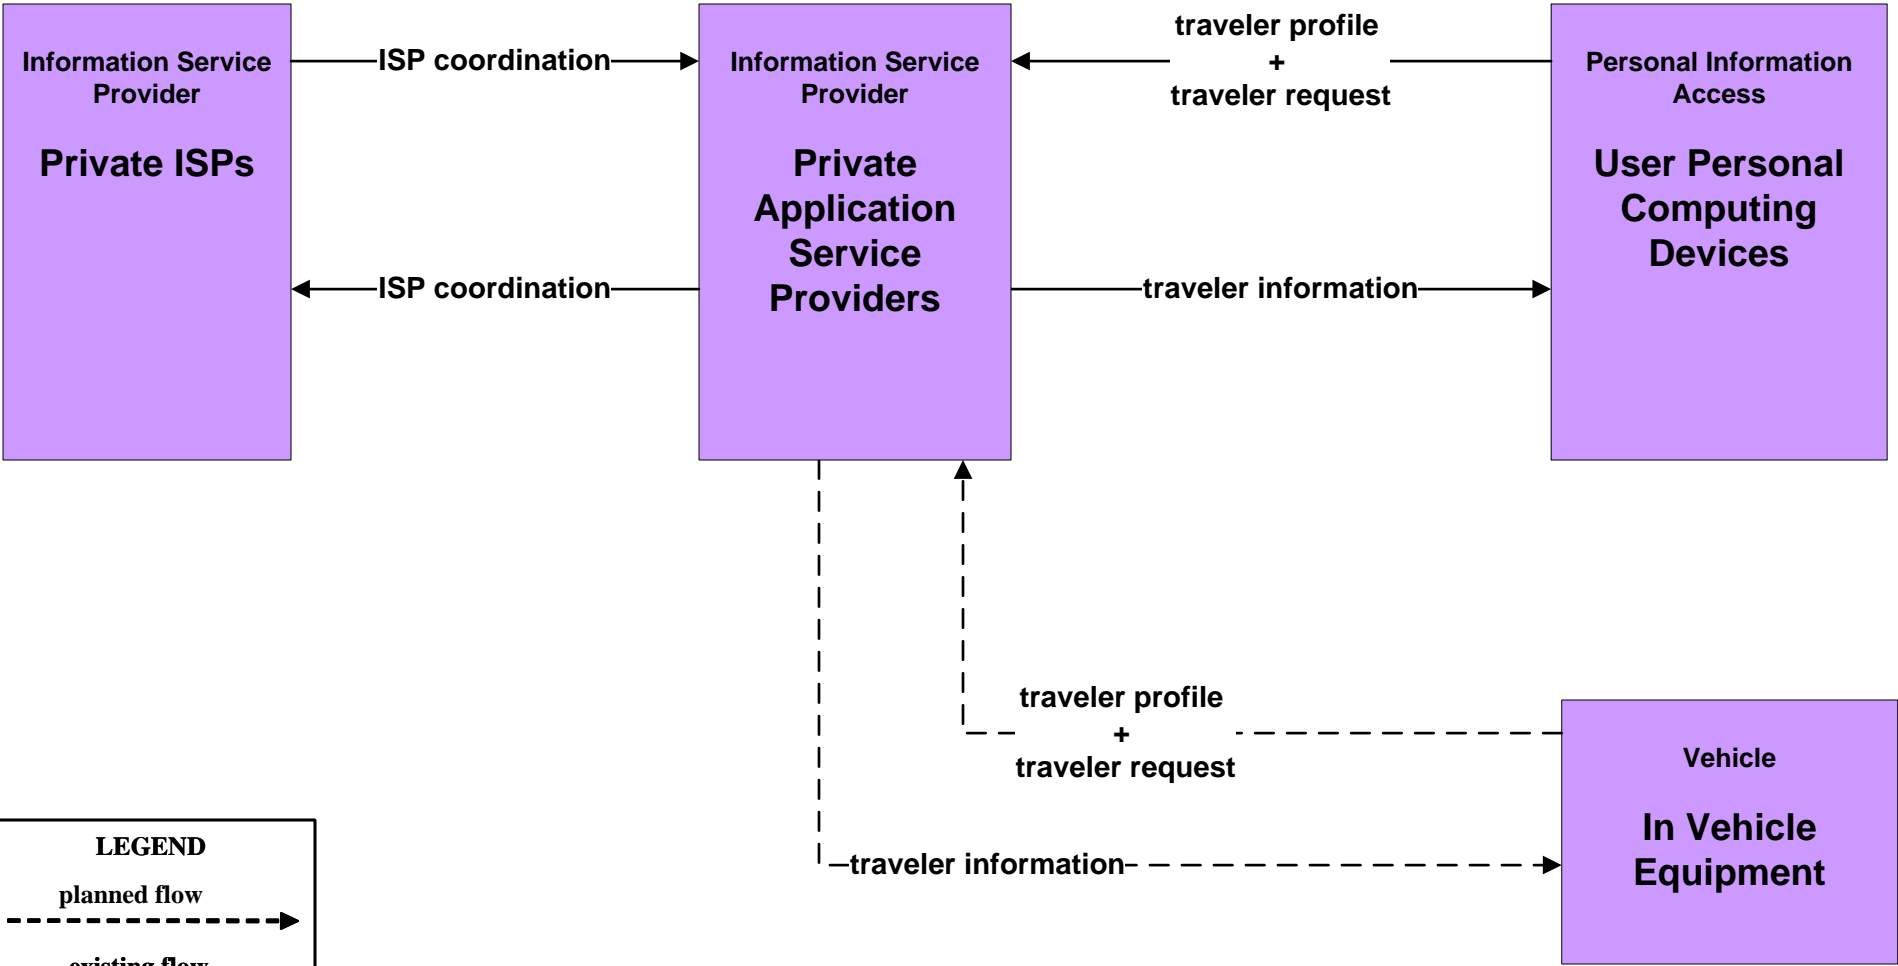 Information Service
Provider
Private ISPs
ISP coordination
ISP coordination
Information Service
Provider
Private
Application
Service
Providers
traveler profile
+
traveler request
traveler information
Personal Information
Access
User Personal
Computing
Devices
traveler profile
+
traveler request
traveler information
Vehicle
In Vehicle
Equipment
LEGEND
planned flow
existing flow